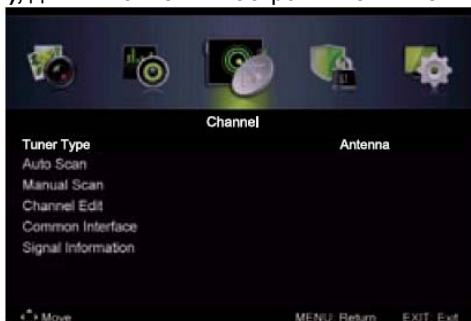 Channel
Tuner Type Antenna
Auto Scan
Manual Scan
Channel Edit
Common Interface
Signal Information
Move MENU: Return EXIT: Exit